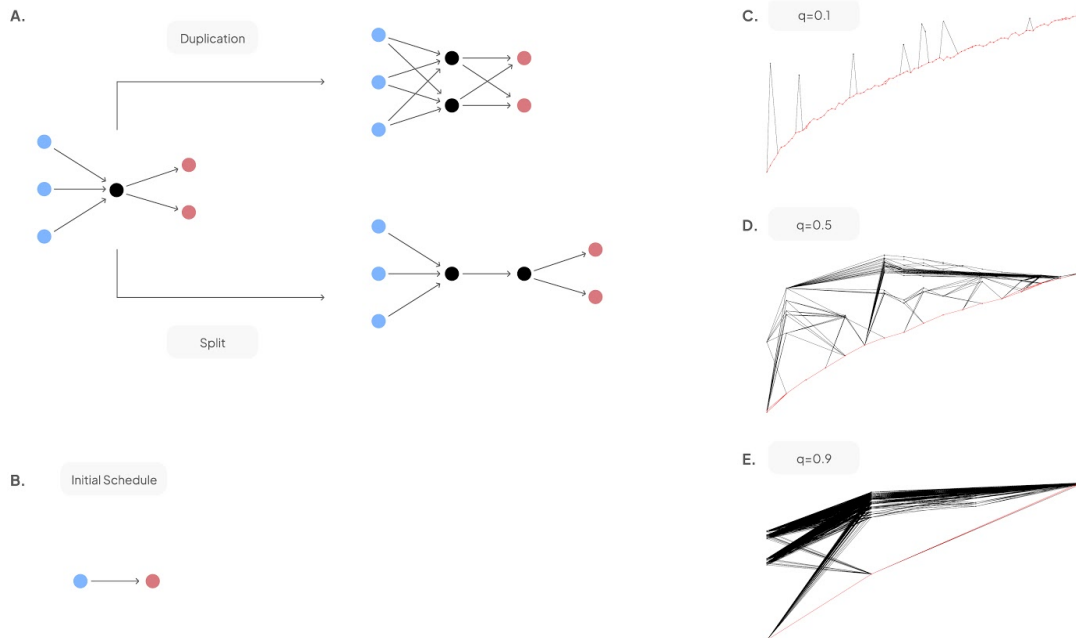 A.
Duplication
Split
B.
Initial Schedule
C.
q=0.1
D.
q=0.5
E.
q=0.9